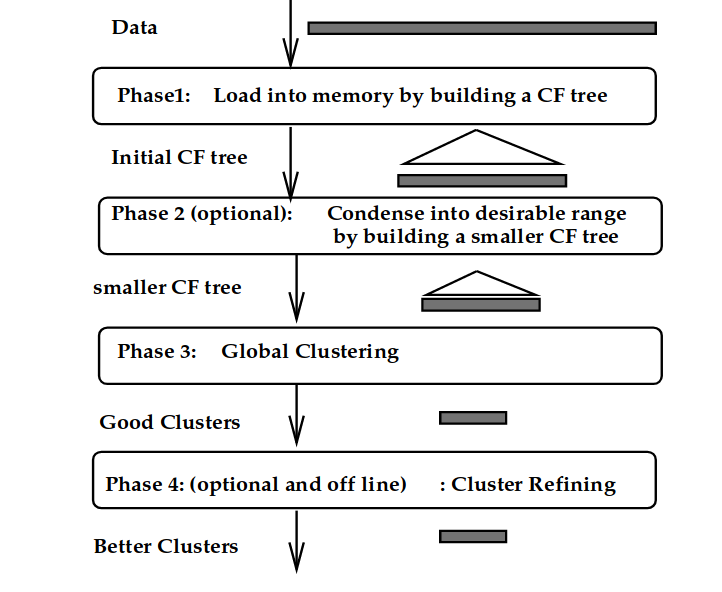 Data
Phase1: Load into memory by building a CF tree
Initial CF tree
Phase 2 (optional): Condense into desirable range
by building a smaller CF tree
smaller CF tree
Phase 3: Global Clustering
Good Clusters
Phase 4: (optional and off line) : Cluster Refining
Better Clusters